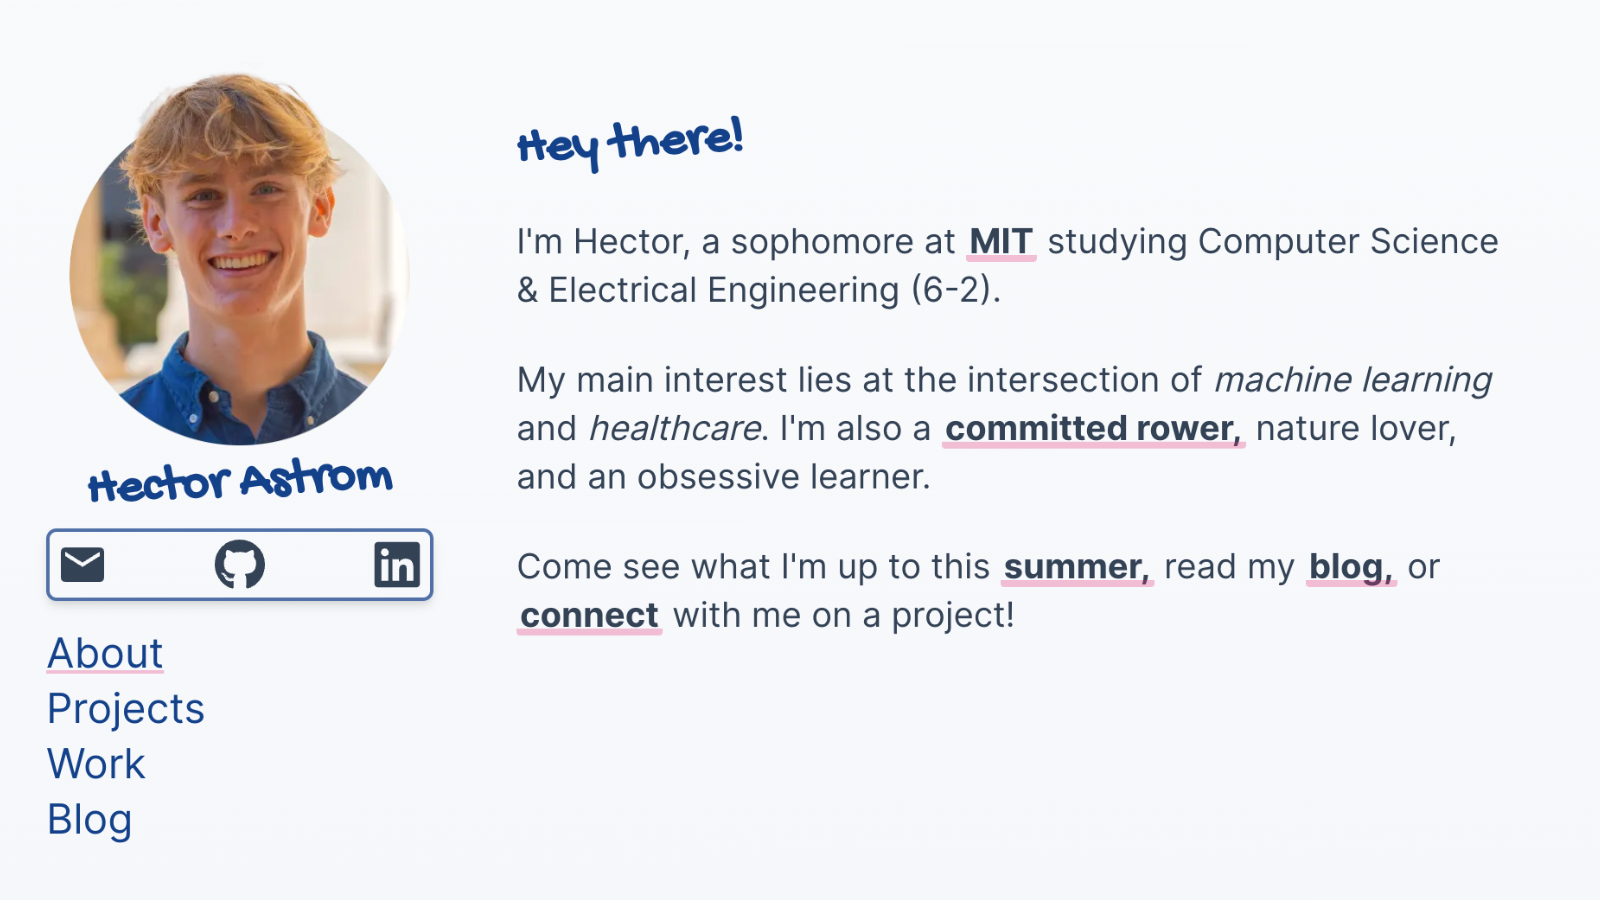 Hey there!
I'm Hector, a sophomore at MIT studying Computer Science
& Electrical Engineering (6-2).
My main interest lies at the intersection of machine learning
and healthcare. I'm also a committed rower, nature lover,
and an obsessive learner.
Come see what I'm up to this summer, read my blog, or
connect with me on a project!
Hector Astrom
in
About
Projects
Work
Blog